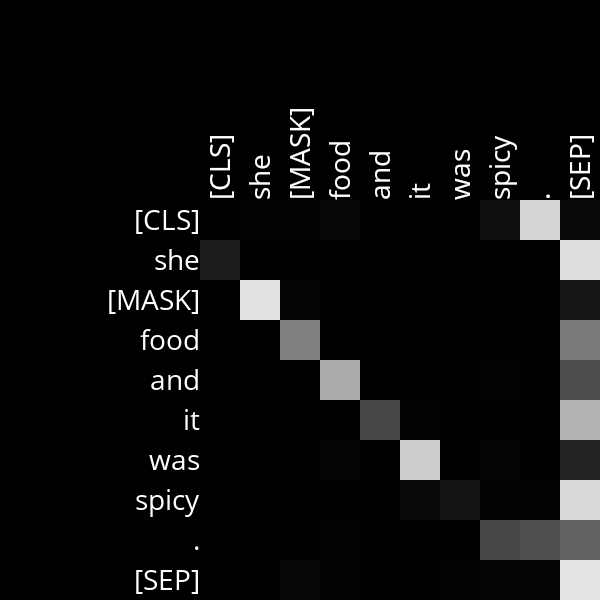 [CLS] she [MASK] food and it was spicy . [SEP]
[CLS]
she
[MASK]
food
and
it
was
spicy
.
[SEP]